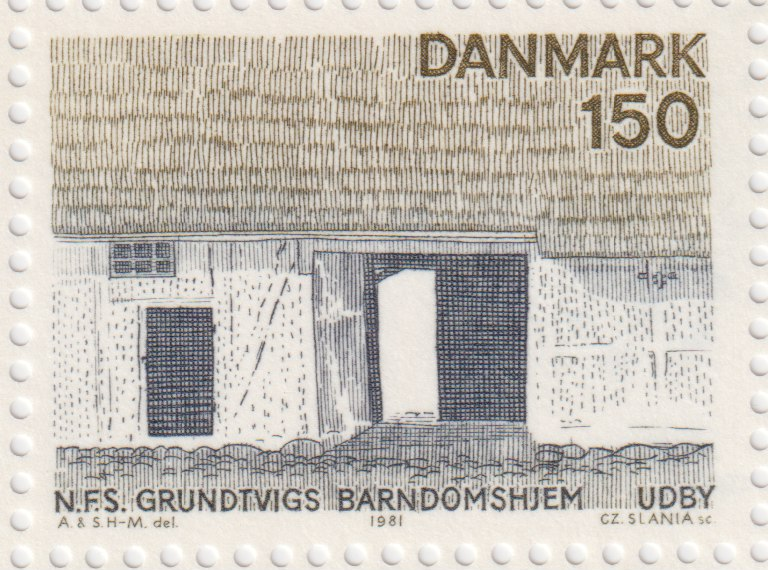 DANMARK
150
N.F.S. GRUNDTVIGS BARNDOMSHJEM UDBY
A. & S.H-M. del. 1981 CZ. SLANIA sc.